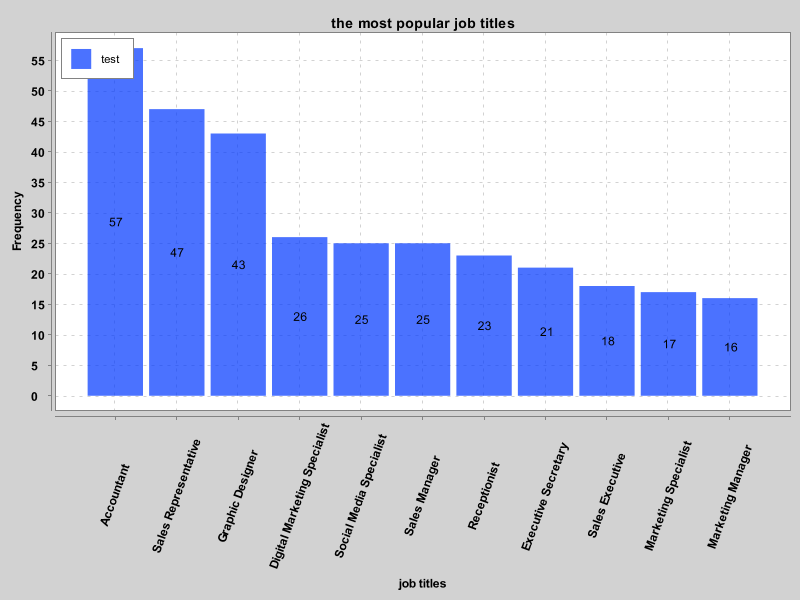 the most popular job titles
test
Frequency
55
50
45
40
35
30
25
20
15
10
5
0
57
47
43
26
25
25
23
21
18
17
16
Accountant
Sales Representative
Graphic Designer
Digital Marketing Specialist
Social Media Specialist
Sales Manager
Receptionist
Executive Secretary
Sales Executive
Marketing Specialist
Marketing Manager
job titles